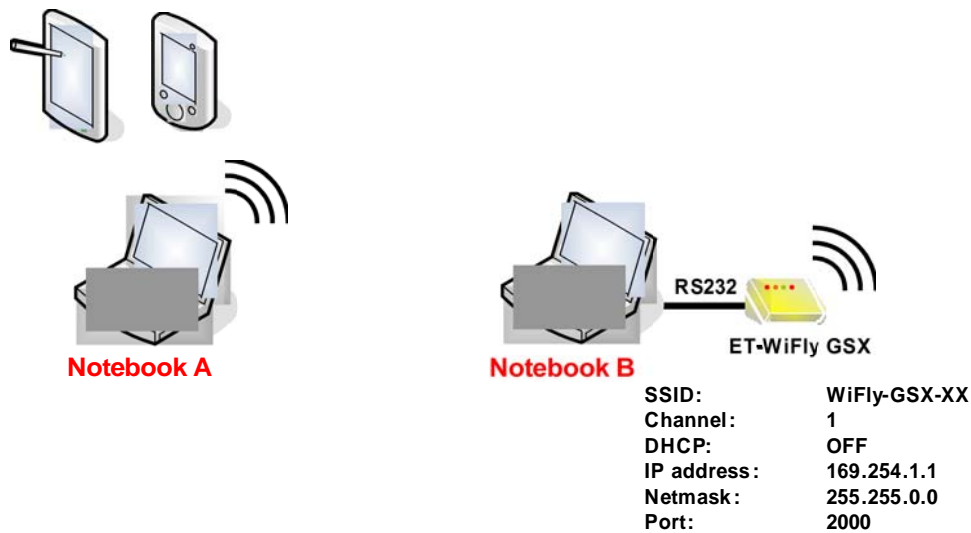 RS232
ET-WiFly GSX
Notebook A
Notebook B
SSID: WiFly-GSX-XX
Channel: 1
DHCP: OFF
IP address: 169.254.1.1
Netmask: 255.255.0.0
Port: 2000